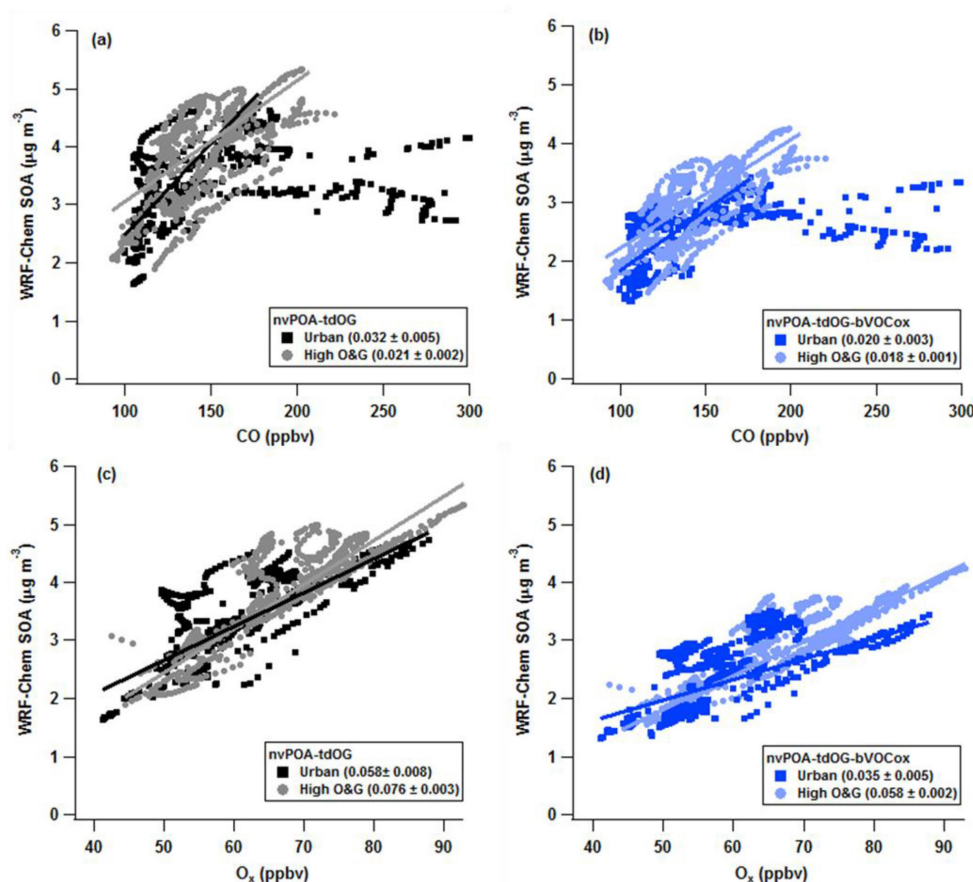 (a)
WRF-Chem SOA (µg m⁻³)
6
5
4
3
2
1
0
nvPOA-tdOG
Urban (0.032 ± 0.005)
High O&G (0.021 ± 0.002)
100 150 200 250 300
CO (ppbv)
(b)
WRF-Chem SOA (µg m⁻³)
6
5
4
3
2
1
0
nvPOA-tdOG-bVOCox
Urban (0.020 ± 0.003)
High O&G (0.018 ± 0.001)
100 150 200 250 300
CO (ppbv)
(c)
WRF-Chem SOA (µg m⁻³)
6
5
4
3
2
1
0
nvPOA-tdOG
Urban (0.058± 0.008)
High O&G (0.076 ± 0.003)
40 50 60 70 80 90
Oₓ (ppbv)
(d)
WRF-Chem SOA (µg m⁻³)
6
5
4
3
2
1
0
nvPOA-tdOG-bVOCox
Urban (0.035 ± 0.005)
High O&G (0.058 ± 0.002)
40 50 60 70 80 90
Oₓ (ppbv)